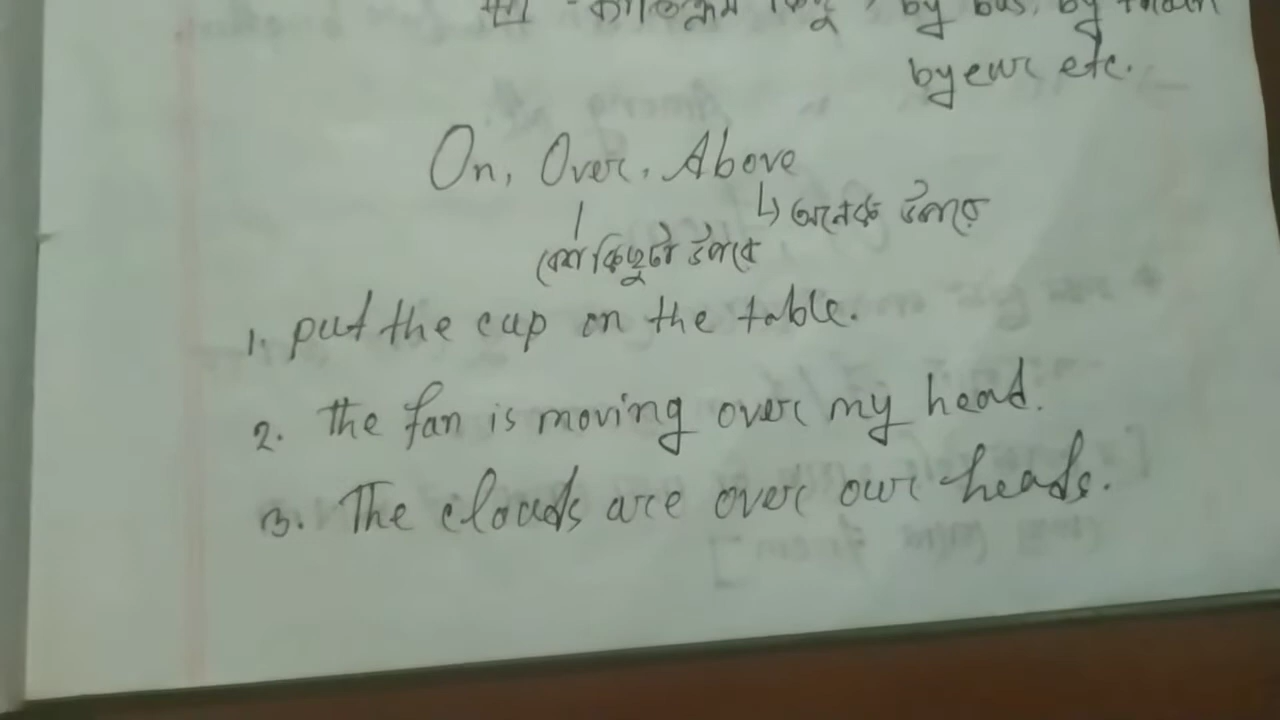 by bus, by train
by car etc.
On, Over, Above
↳ অনেক উপরে
কোন কিছুর উপরে
1. put the cup on the table.
2. the fan is moving over my head.
3. The clouds are over our heads.